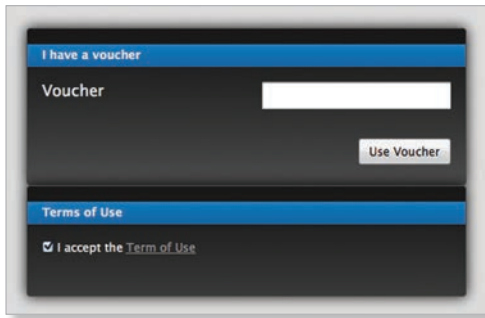 I have a voucher
Voucher
Use Voucher
Terms of Use
I accept the Term of Use